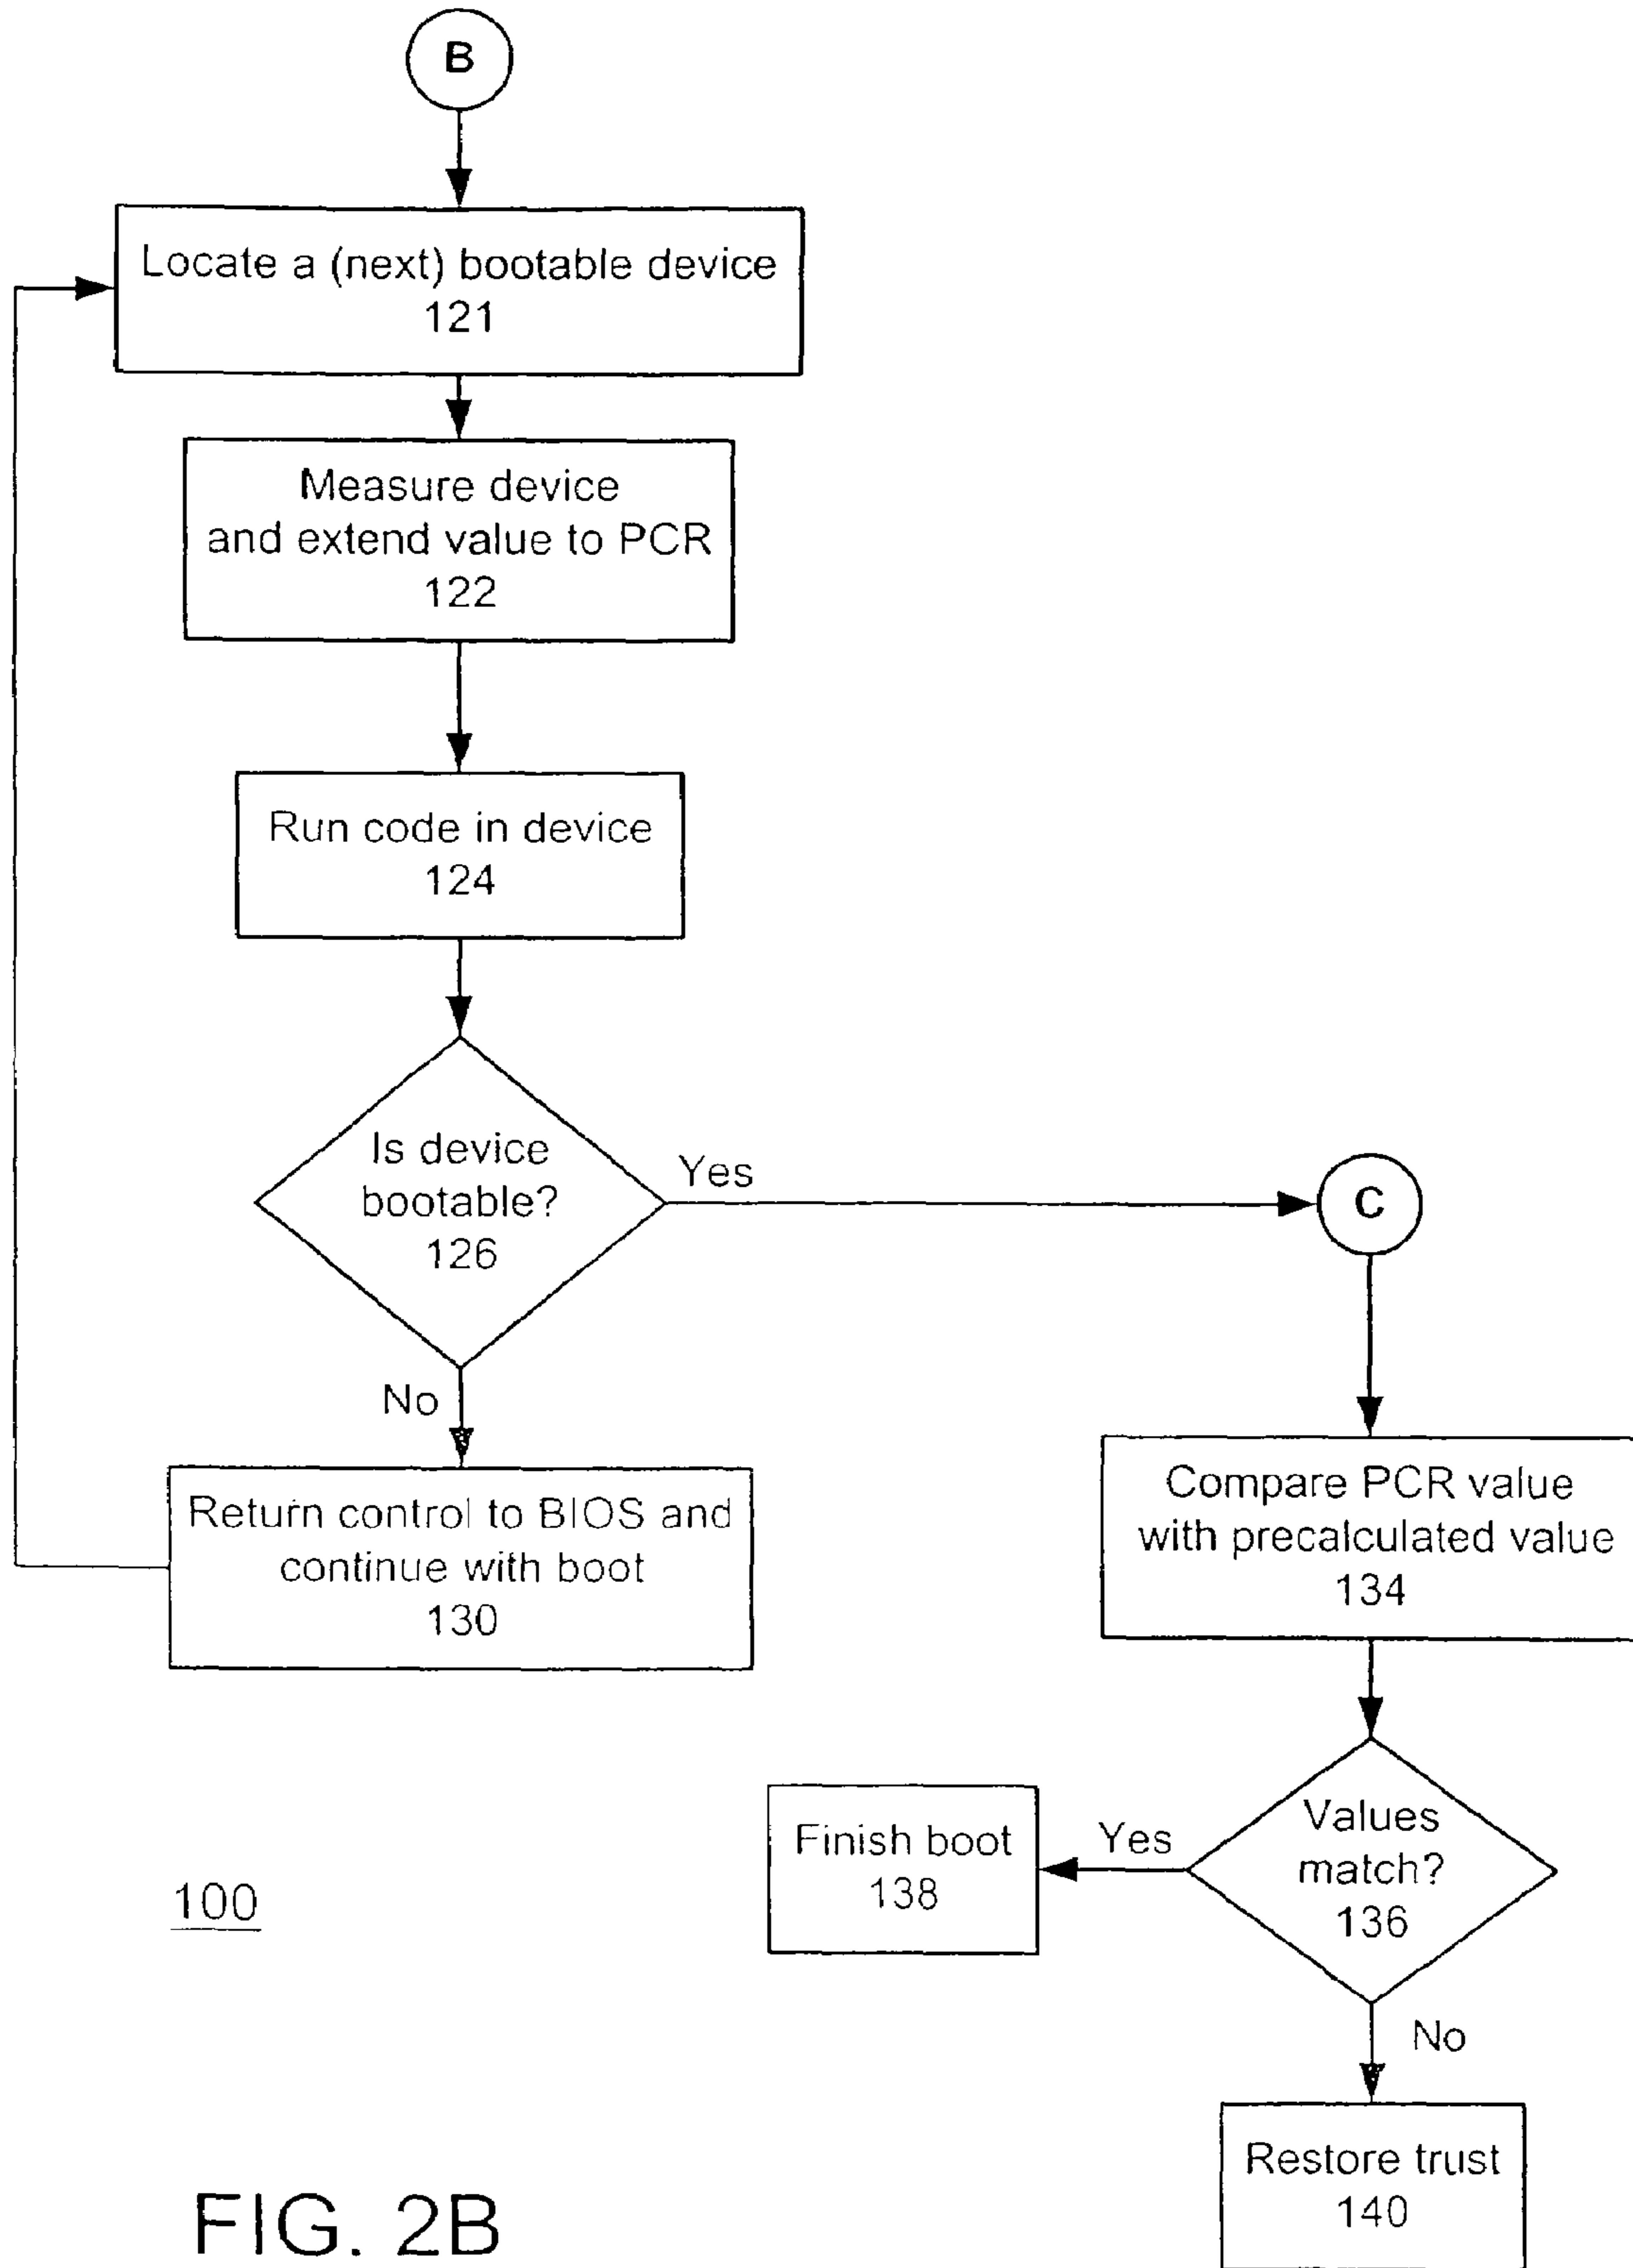 B
Locate a (next) bootable device
121
Measure device
and extend value to PCR
122
Run code in device
124
Is device
bootable?
126
Yes
C
No
Return control to BIOS and
continue with boot
130
Compare PCR value
with precalculated value
134
Values
match?
136
Yes
Finish boot
138
No
Restore trust
140
100
FIG. 2B